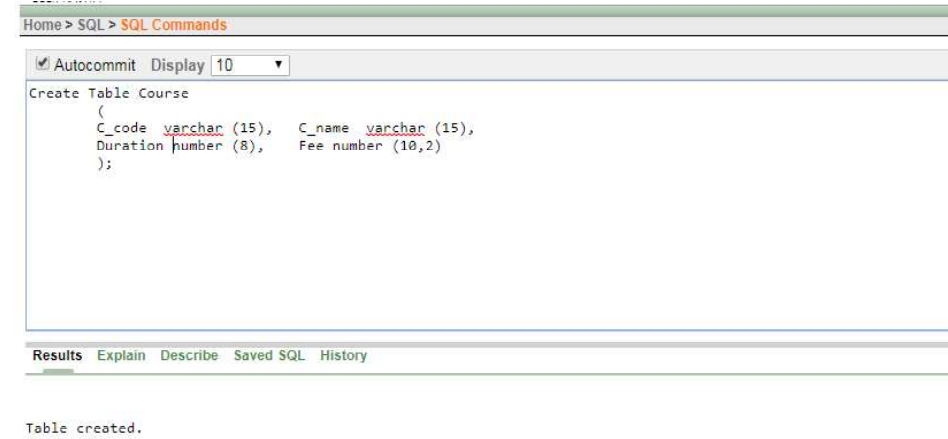 Home > SQL > SQL Commands
Autocommit Display 10
Create Table Course
(
C_code varchar (15), C_name varchar (15),
Duration number (8), Fee number (10,2)
);
Results Explain Describe Saved SQL History
Table created.